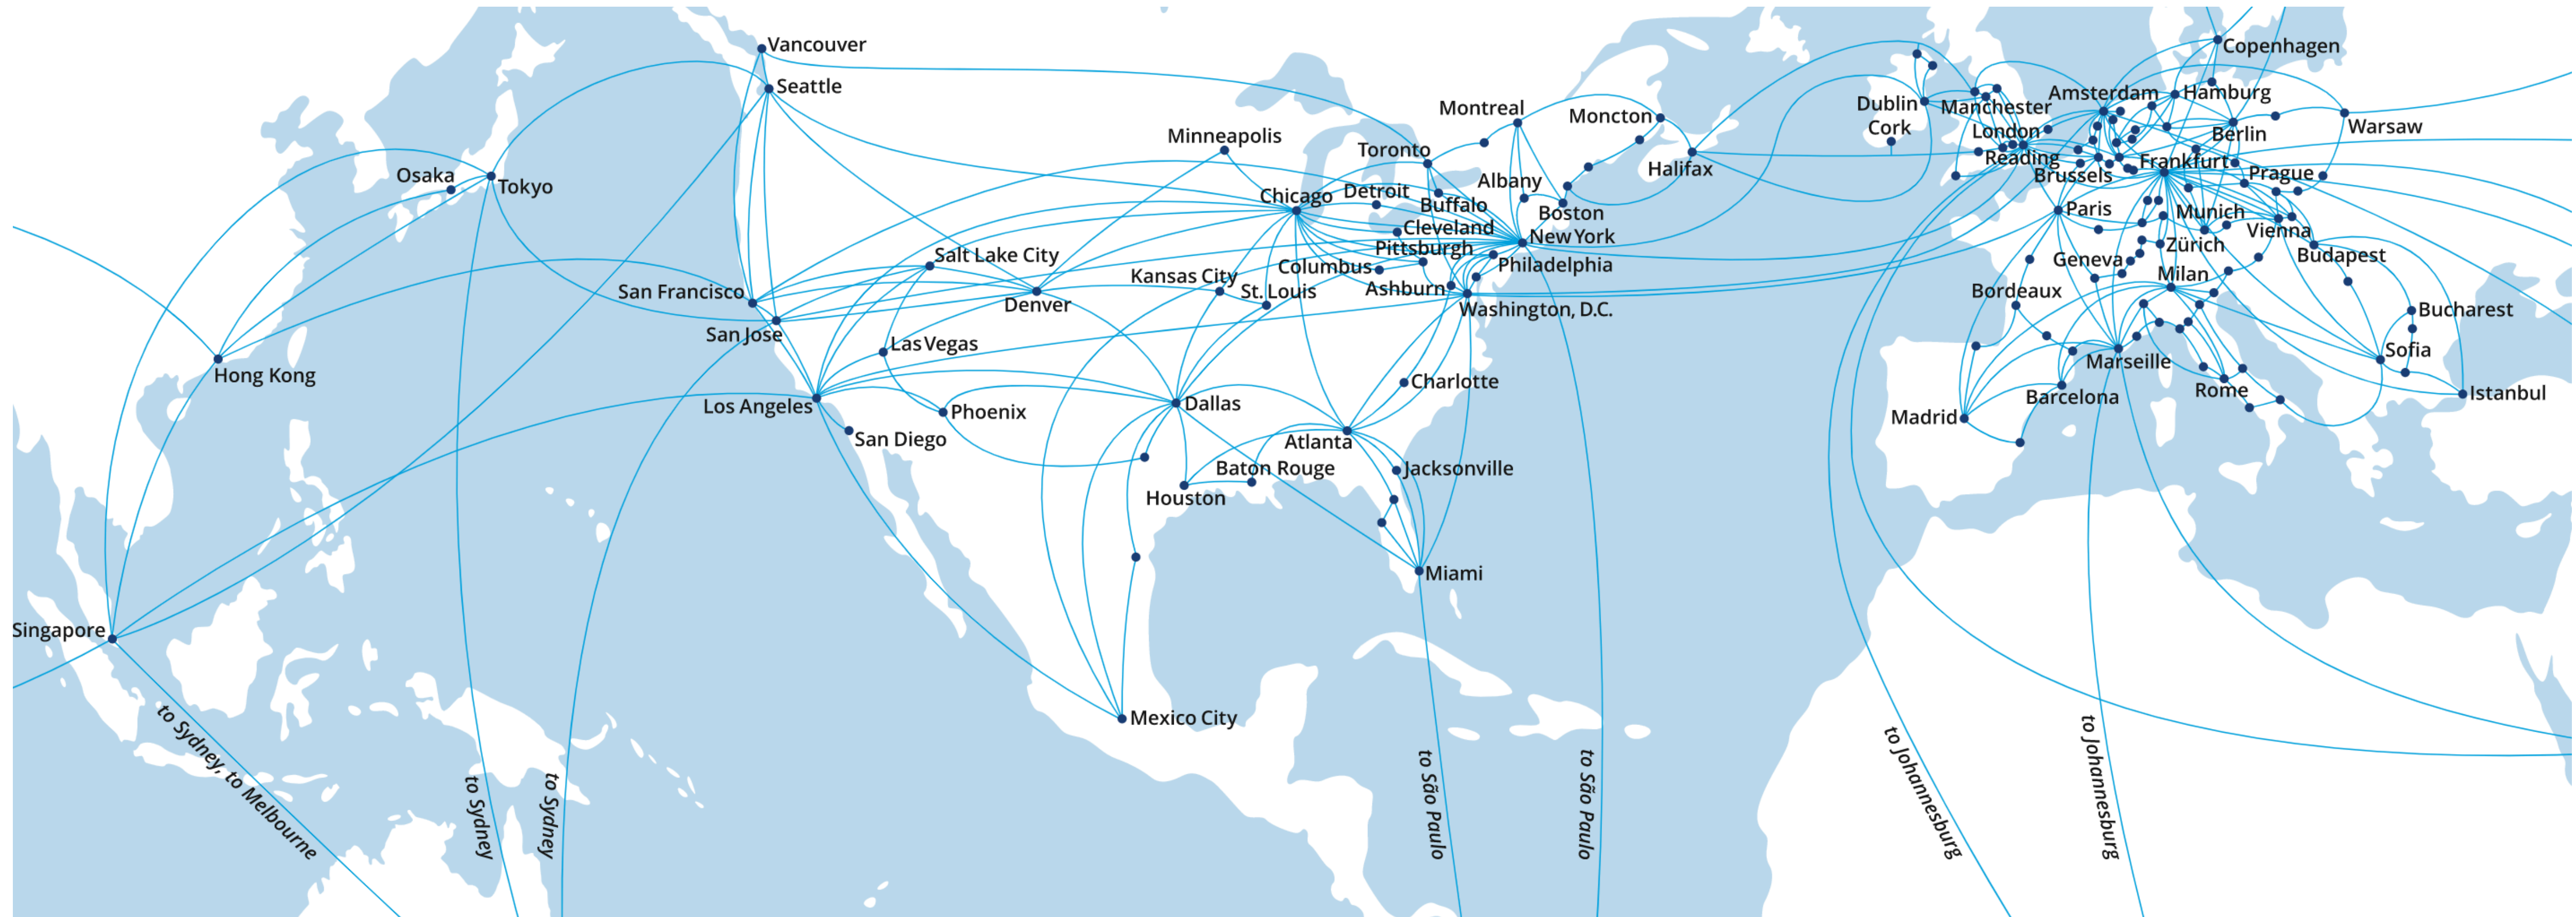 Vancouver
Copenhagen
Seattle
Amsterdam
Hamburg
Montreal
Moncton
Dublin
Manchester
Cork
London
Berlin
Warsaw
Minneapolis
Toronto
Halifax
Reading
Frankfurt
Osaka
Tokyo
Brussels
Prague
Chicago
Detroit
Albany
Buffalo
Boston
Paris
Munich
Cleveland
New York
Vienna
Pittsburgh
Zürich
Salt Lake City
Columbus
Philadelphia
Geneva
Budapest
Kansas City
Milan
San Francisco
Denver
St. Louis
Ashburn
Bordeaux
Washington, D.C.
Bucharest
San Jose
Las Vegas
Sofia
Hong Kong
Marseille
Charlotte
Rome
Los Angeles
Phoenix
Dallas
Barcelona
Istanbul
Madrid
San Diego
Atlanta
Baton Rouge
Jacksonville
Houston
Miami
Singapore
Mexico City
to Sydney, to Melbourne
to Sydney
to Sydney
to São Paulo
to São Paulo
to Johannesburg
to Johannesburg